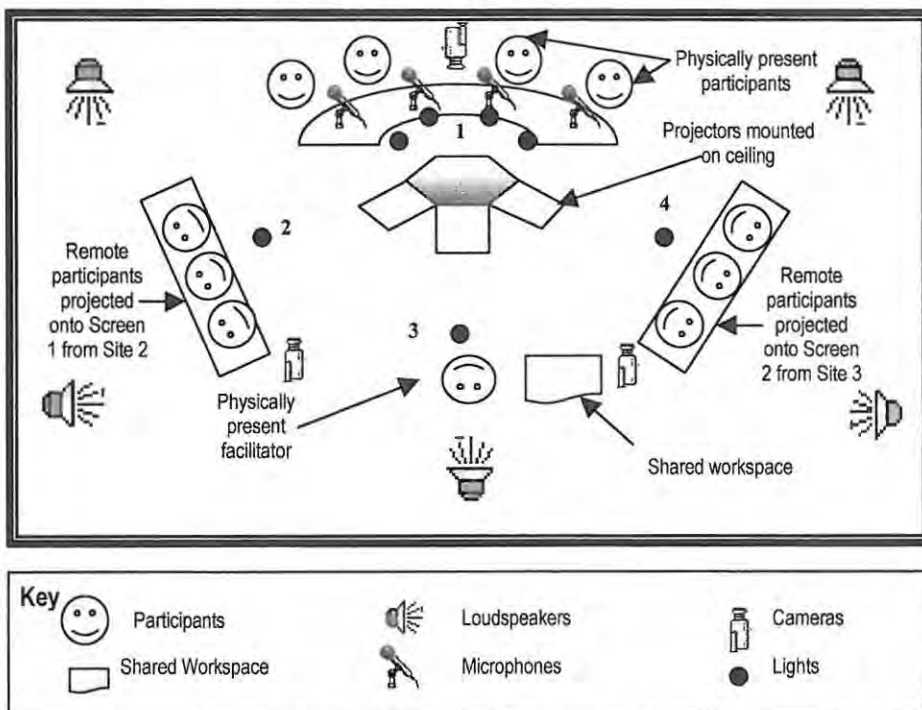 Physically present
participants
1
Projectors mounted
on ceiling
2
4
Remote
participants
projected
onto Screen
1 from Site 2
Remote
participants
projected
onto Screen
2 from Site 3
3
Physically
present
facilitator
Shared workspace
Key
Participants
Loudspeakers
Cameras
Shared Workspace
Microphones
Lights